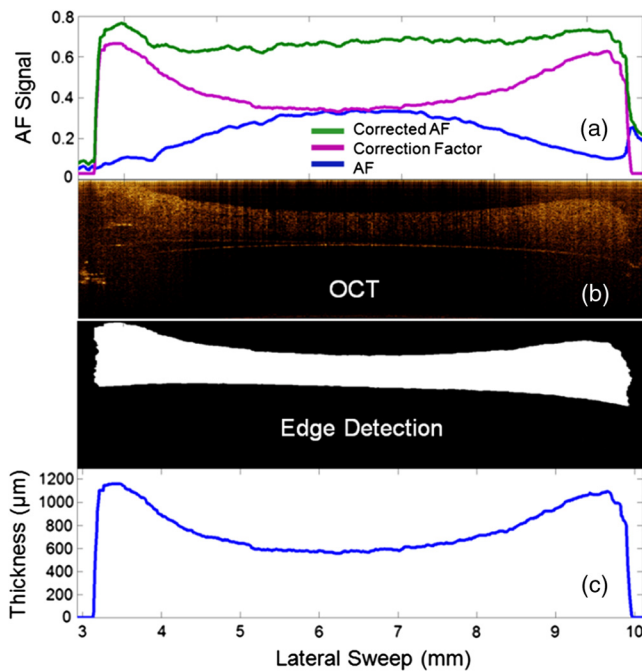 0.8
0.6
0.4
0.2
0
AF Signal
Corrected AF
Correction Factor
AF
(a)
OCT
(b)
Edge Detection
1200
1000
800
600
400
200
0
Thickness (µm)
(c)
3 4 5 6 7 8 9 10
Lateral Sweep (mm)